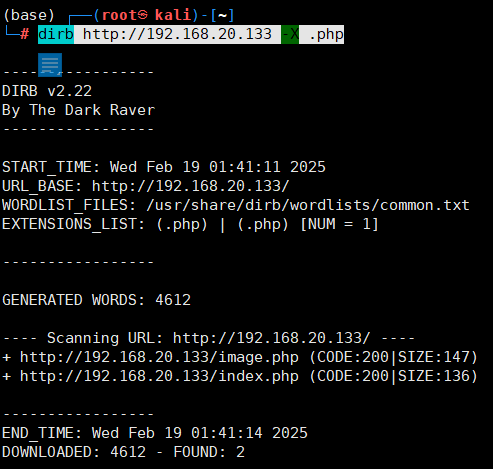 (base) ┌──(root㉿kali)-[~]
└─# dirb http://192.168.20.133 -X .php
-----------------
DIRB v2.22
By The Dark Raver
-----------------
START_TIME: Wed Feb 19 01:41:11 2025
URL_BASE: http://192.168.20.133/
WORDLIST_FILES: /usr/share/dirb/wordlists/common.txt
EXTENSIONS_LIST: (.php) | (.php) [NUM = 1]
-----------------
GENERATED WORDS: 4612
---- Scanning URL: http://192.168.20.133/ ----
+ http://192.168.20.133/image.php (CODE:200|SIZE:147)
+ http://192.168.20.133/index.php (CODE:200|SIZE:136)
-----------------
END_TIME: Wed Feb 19 01:41:14 2025
DOWNLOADED: 4612 - FOUND: 2